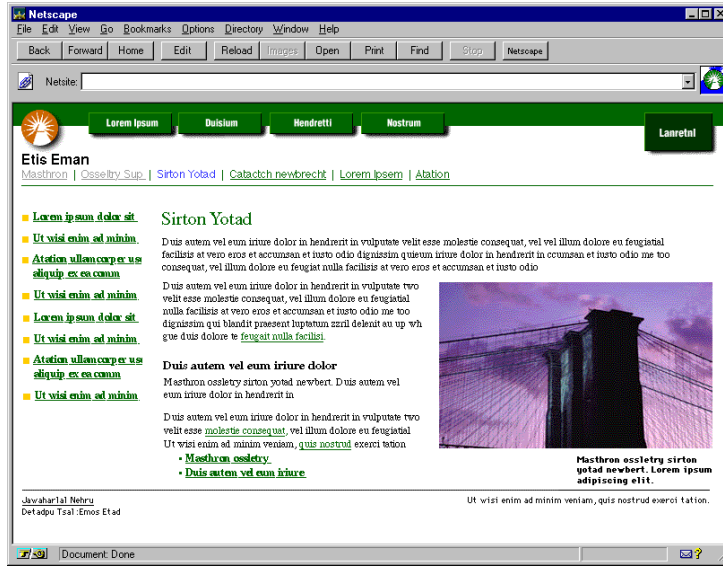 Netscape
File Edit View Go Bookmarks Options Directory Window Help
Back Forward Home Edit Reload Images Open Print Find Stop Netscape
Netsite:
Lorem Ipsum Duisium Hendretti Nostrum Lanretnl
Etis Eman
Masthron | Osseltry Sup | Sirton Yotad | Catactch newbrecht | Lorem Ipsem | Atation
Lorem ipsum dolor sit
Ut wisi enim ad minim
Atation ullamcorper use
aliquip ex ea comm
Ut wisi enim ad minim
Lorem ipsum dolor sit
Ut wisi enim ad minim
Atation ullamcorper use
aliquip ex ea comm
Ut wisi enim ad minim
Sirton Yotad
Duis autem vel eum iriure dolor in hendrerit in vulputate velit esse molestie consequat, vel vel illum dolore eu feugiatial
facilisis at vero eros et accumsan et iusto odio dignissim quieum iriure dolor in hendrerit in ccumsan et iusto odio me too
consequat, vel illum dolore eu feugiat nulla facilisis at vero eros et accumsan et iusto odio
Duis autem vel eum iriure dolor in hendrerit in vulputate two
velit esse molestie consequat, vel illum dolore eu feugiatial
nulla facilisis at vero eros et accumsan et iusto odio me too
dignissim qui blandit praesent luptatum zzril delenit au up wh
gue duis dolore te feugait nulla facilisi.
Duis autem vel eum iriure dolor
Masthron ossletry sirton yotad newbert. Duis autem vel
eum iriure dolor in hendrerit in
Duis autem vel eum iriure dolor in hendrerit in vulputate two
velit esse molestie consequat, vel illum dolore eu feugiatial
Ut wisi enim ad minim veniam, quis nostrud exerci tation
• Masthron ossletry
• Duis autem vel eum iriure
Masthron ossletry sirton
yotad newbert. Lorem ipsum
adipiscing elit.
Jawaharlal Nehru
Detadpu Tsal :Emos Etad
Ut wisi enim ad minim veniam, quis nostrud exerci tation.
Document: Done